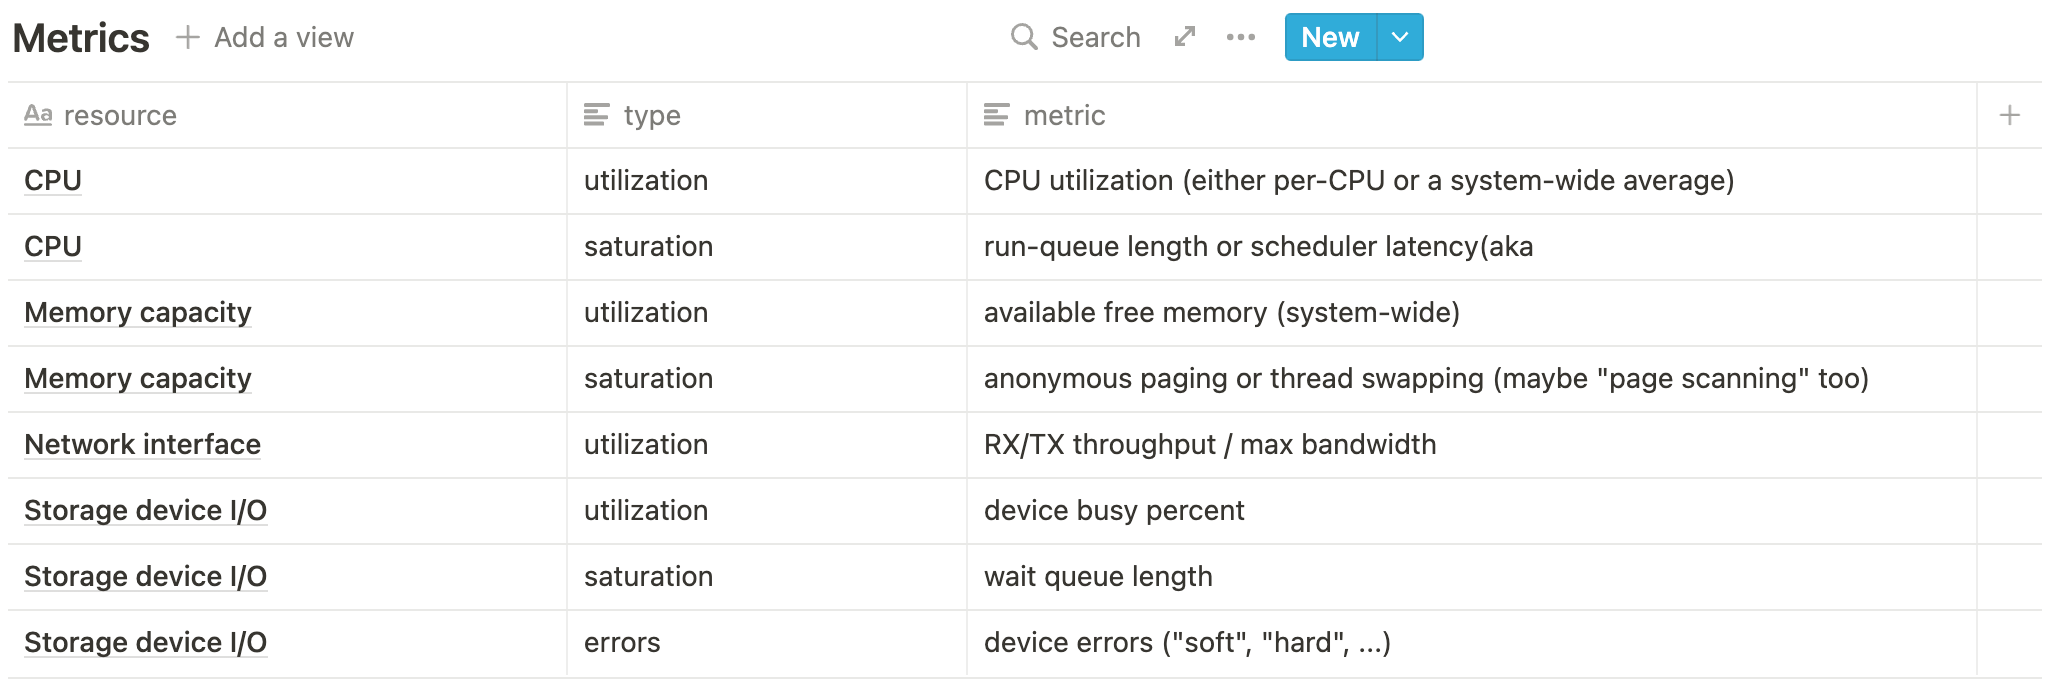 Metrics + Add a view Search ... New
Aa resource type metric +
CPU utilization CPU utilization (either per-CPU or a system-wide average)
CPU saturation run-queue length or scheduler latency(aka
Memory capacity utilization available free memory (system-wide)
Memory capacity saturation anonymous paging or thread swapping (maybe "page scanning" too)
Network interface utilization RX/TX throughput / max bandwidth
Storage device I/O utilization device busy percent
Storage device I/O saturation wait queue length
Storage device I/O errors device errors ("soft", "hard", ...)